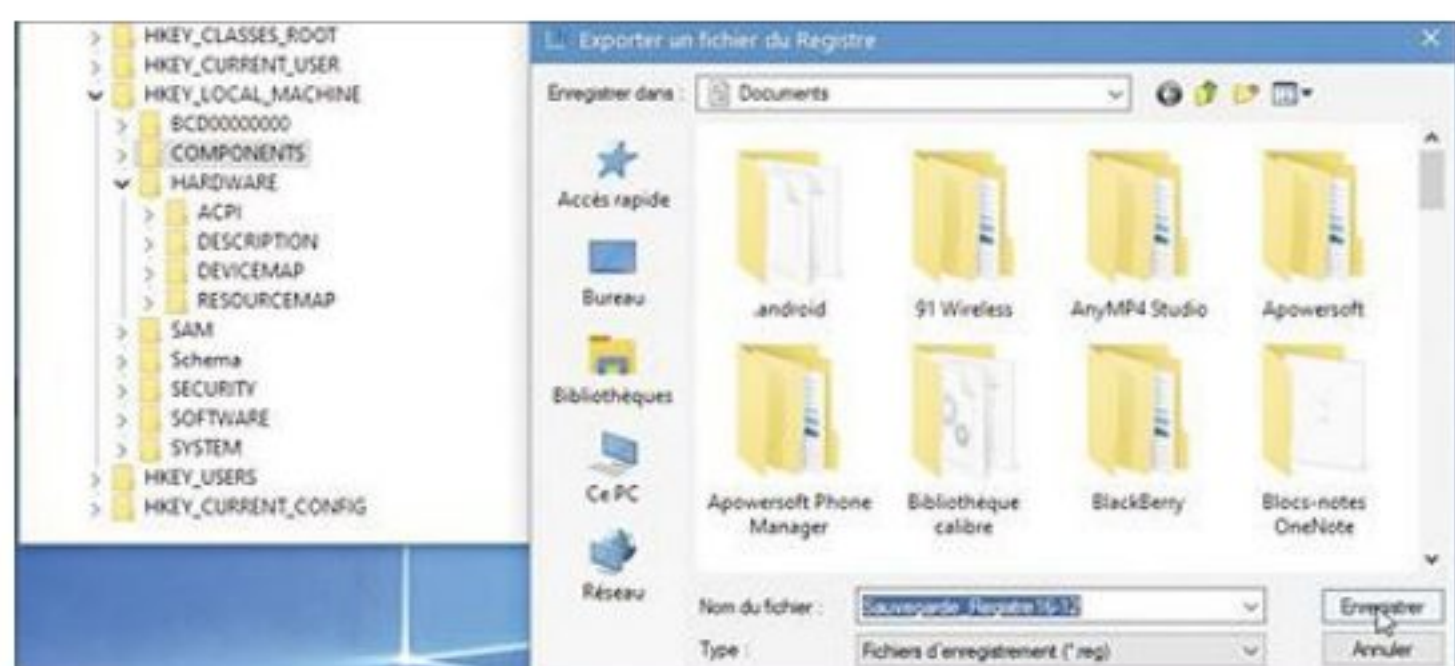 HKEY_CLASSES_ROOT
HKEY_CURRENT_USER
HKEY_LOCAL_MACHINE
BCD00000000
COMPONENTS
HARDWARE
ACPI
DESCRIPTION
DEVICEMAP
RESOURCEMAP
SAM
Schema
SECURITY
SOFTWARE
SYSTEM
HKEY_USERS
HKEY_CURRENT_CONFIG
Exporter un fichier du Registre
Enregistrer dans :
Documents
Accès rapide
Bureau
Bibliothèques
Ce PC
Réseau
.android
91 Wireless
AnyMP4 Studio
Apowersoft
Apowersoft Phone
Manager
Bibliothèque
calibre
BlackBerry
Blocs-notes
OneNote
Nom du fichier :
Sauvegarde_Registre16-12
Enregistrer
Type :
Fichiers d'enregistrement (*.reg)
Annuler